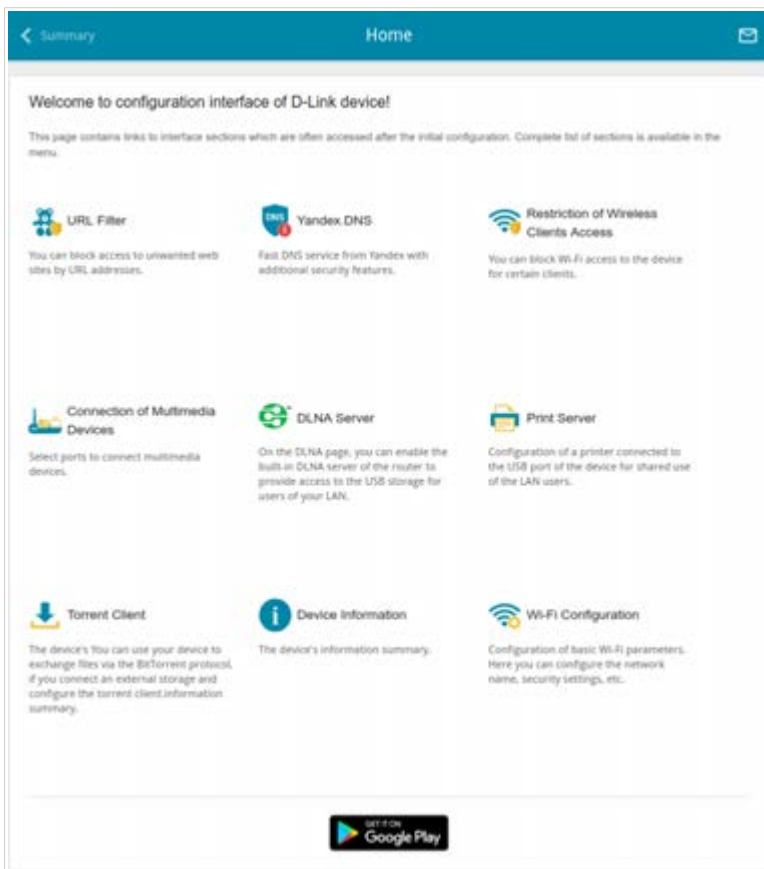 Summary
Home
Welcome to configuration interface of D-Link device!
This page contains links to interface sections which are often accessed after the initial configuration. Complete list of sections is available in the
menu.
URL Filter
You can block access to unwanted web
sites by URL addresses.
DNS
Yandex.DNS
Fast DNS service from Yandex with
additional security features.
Restriction of Wireless
Clients Access
You can block Wi-Fi access to the device
for certain clients.
Connection of Multimedia
Devices
Select ports to connect multimedia
devices.
DLNA Server
On the DLNA page, you can enable the
built-in DLNA server of the router to
provide access to the USB storage for
users of your LAN.
Print Server
Configuration of a printer connected to
the USB port of the device for shared use
of the LAN users.
Torrent Client
The device's You can use your device to
exchange files via the BitTorrent protocol,
if you connect an external storage and
configure the torrent client.information
summary.
Device Information
The device's information summary.
Wi-Fi Configuration
Configuration of basic Wi-Fi parameters.
Here you can configure the network
name, security settings, etc.
GET IT ON
Google Play